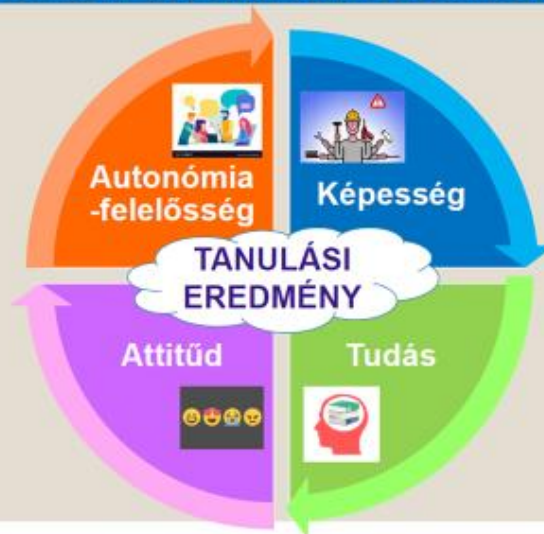 Autonómia
-felelősség
Képesség
TANULÁSI
EREDMÉNY
Attitűd
Tudás